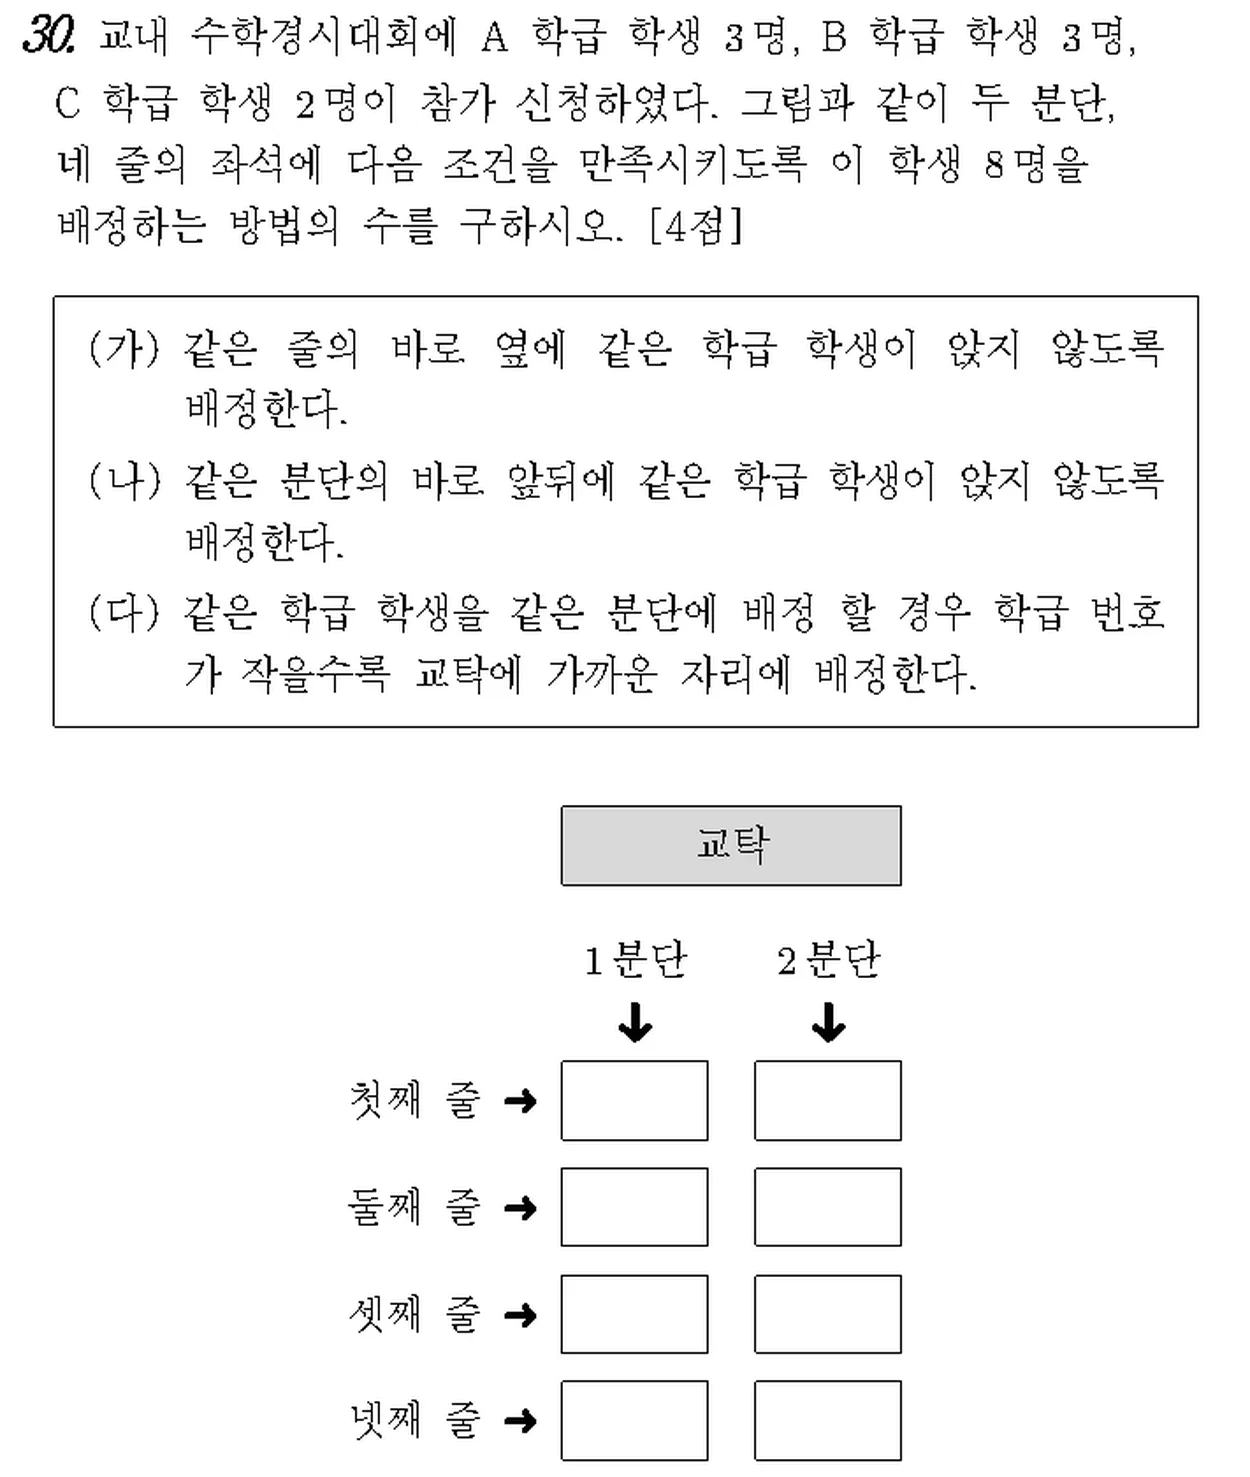 30. 교내 수학경시대회에 A 학급 학생 3명, B 학급 학생 3명,
C 학급 학생 2명이 참가 신청하였다. 그림과 같이 두 분단,
네 줄의 좌석에 다음 조건을 만족시키도록 이 학생 8명을
배정하는 방법의 수를 구하시오. [4점]
(가) 같은 줄의 바로 옆에 같은 학급 학생이 앉지 않도록
배정한다.
(나) 같은 분단의 바로 앞뒤에 같은 학급 학생이 앉지 않도록
배정한다.
(다) 같은 학급 학생을 같은 분단에 배정 할 경우 학급 번호
가 작을수록 교탁에 가까운 자리에 배정한다.
교탁
1분단 2분단
첫째 줄
둘째 줄
셋째 줄
넷째 줄